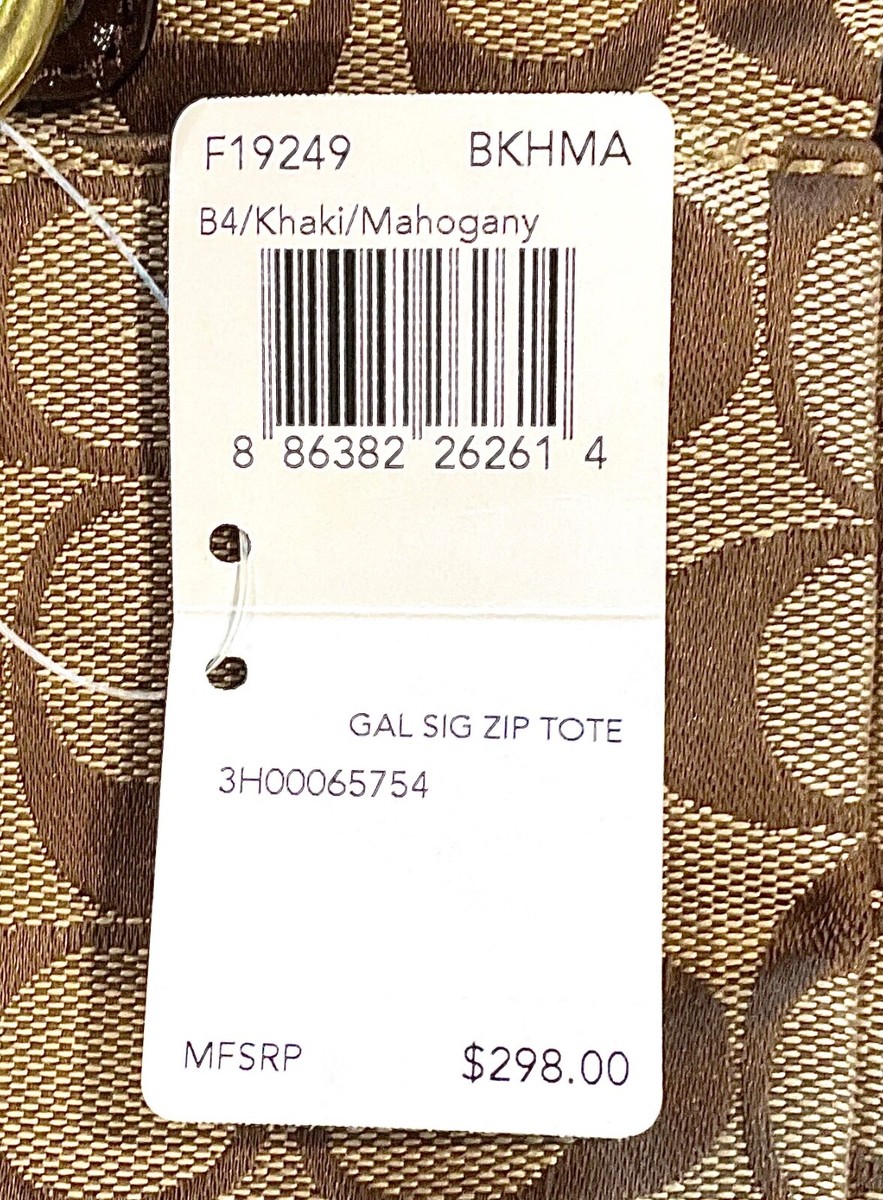 F19249 BKHMA
B4/Khaki/Mahogany
8 86382 26261 4
GAL SIG ZIP TOTE
3H00065754
MFSRP $298.00